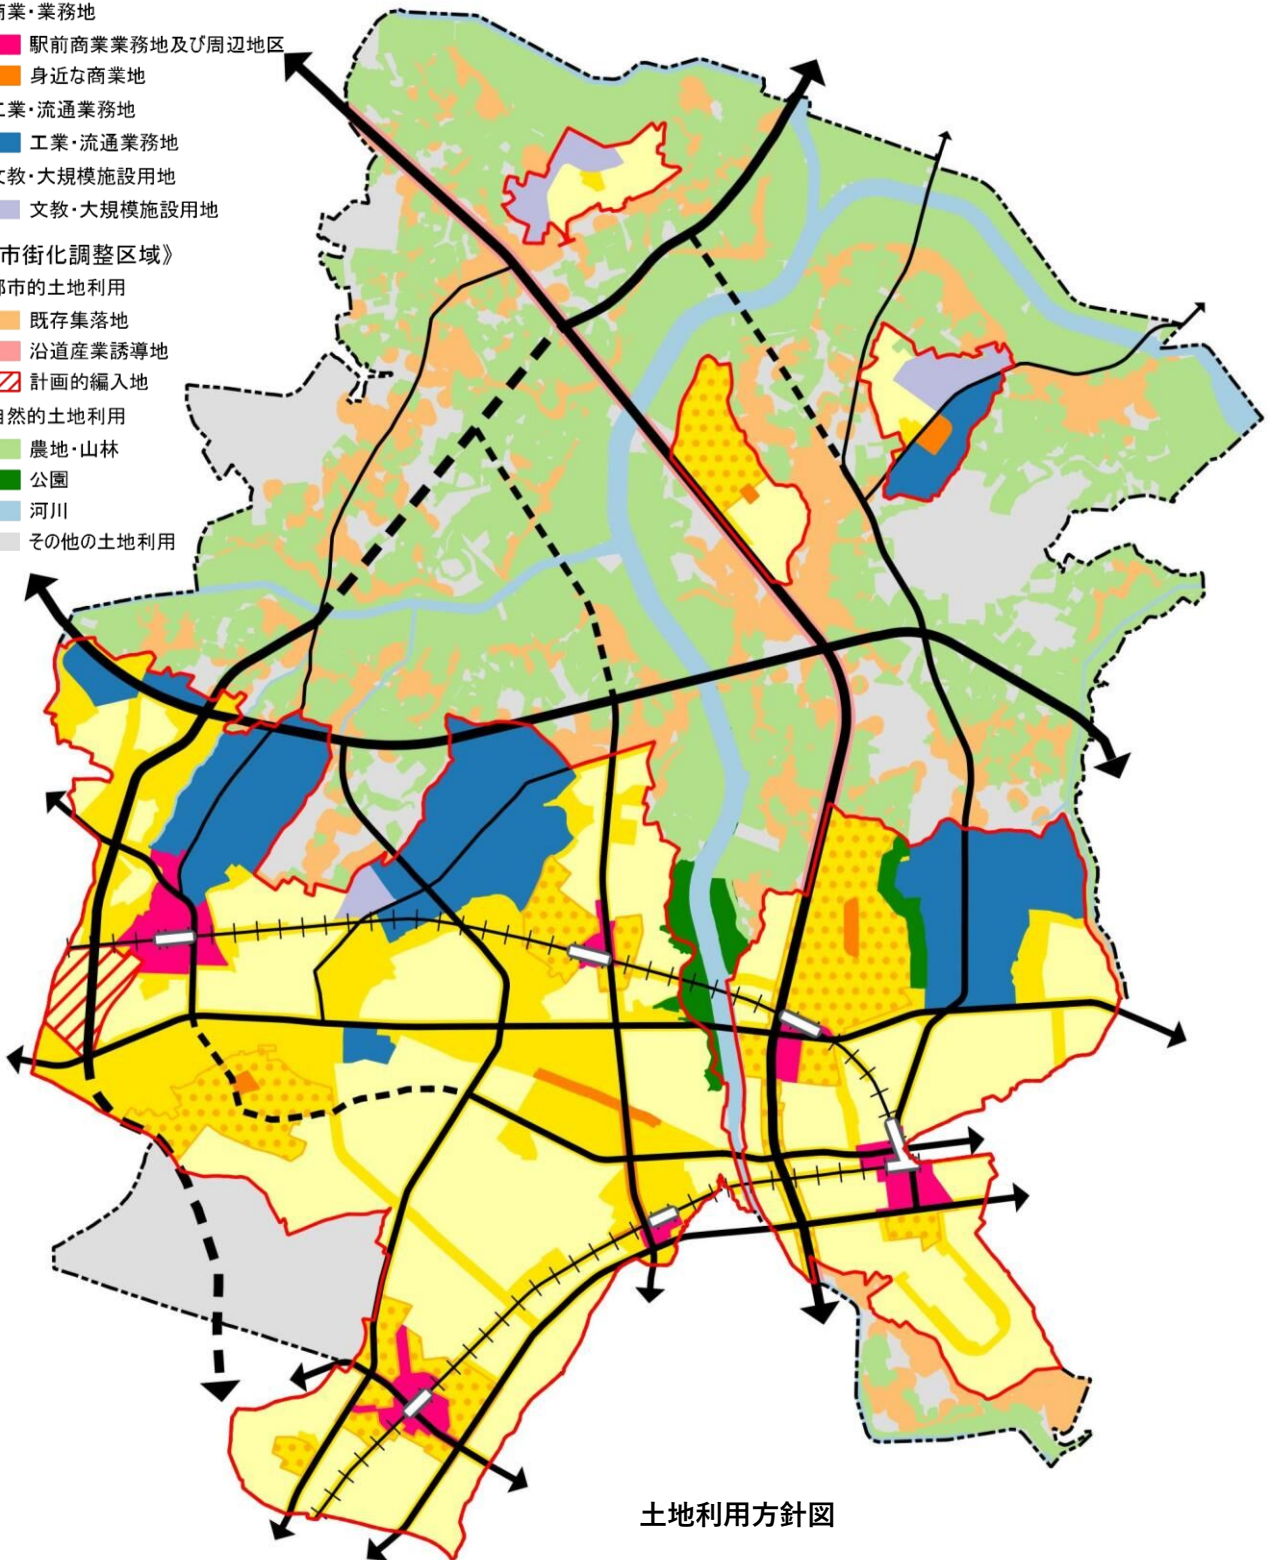 商業・業務地
駅前商業業務地及び周辺地区
身近な商業地
工業・流通業務地
工業・流通業務地
文教・大規模施設用地
文教・大規模施設用地
市街化調整区域》
都市的土地利用
既存集落地
沿道産業誘導地
計画的編入地
自然的土地利用
農地・山林
公園
河川
その他の土地利用
土地利用方針図